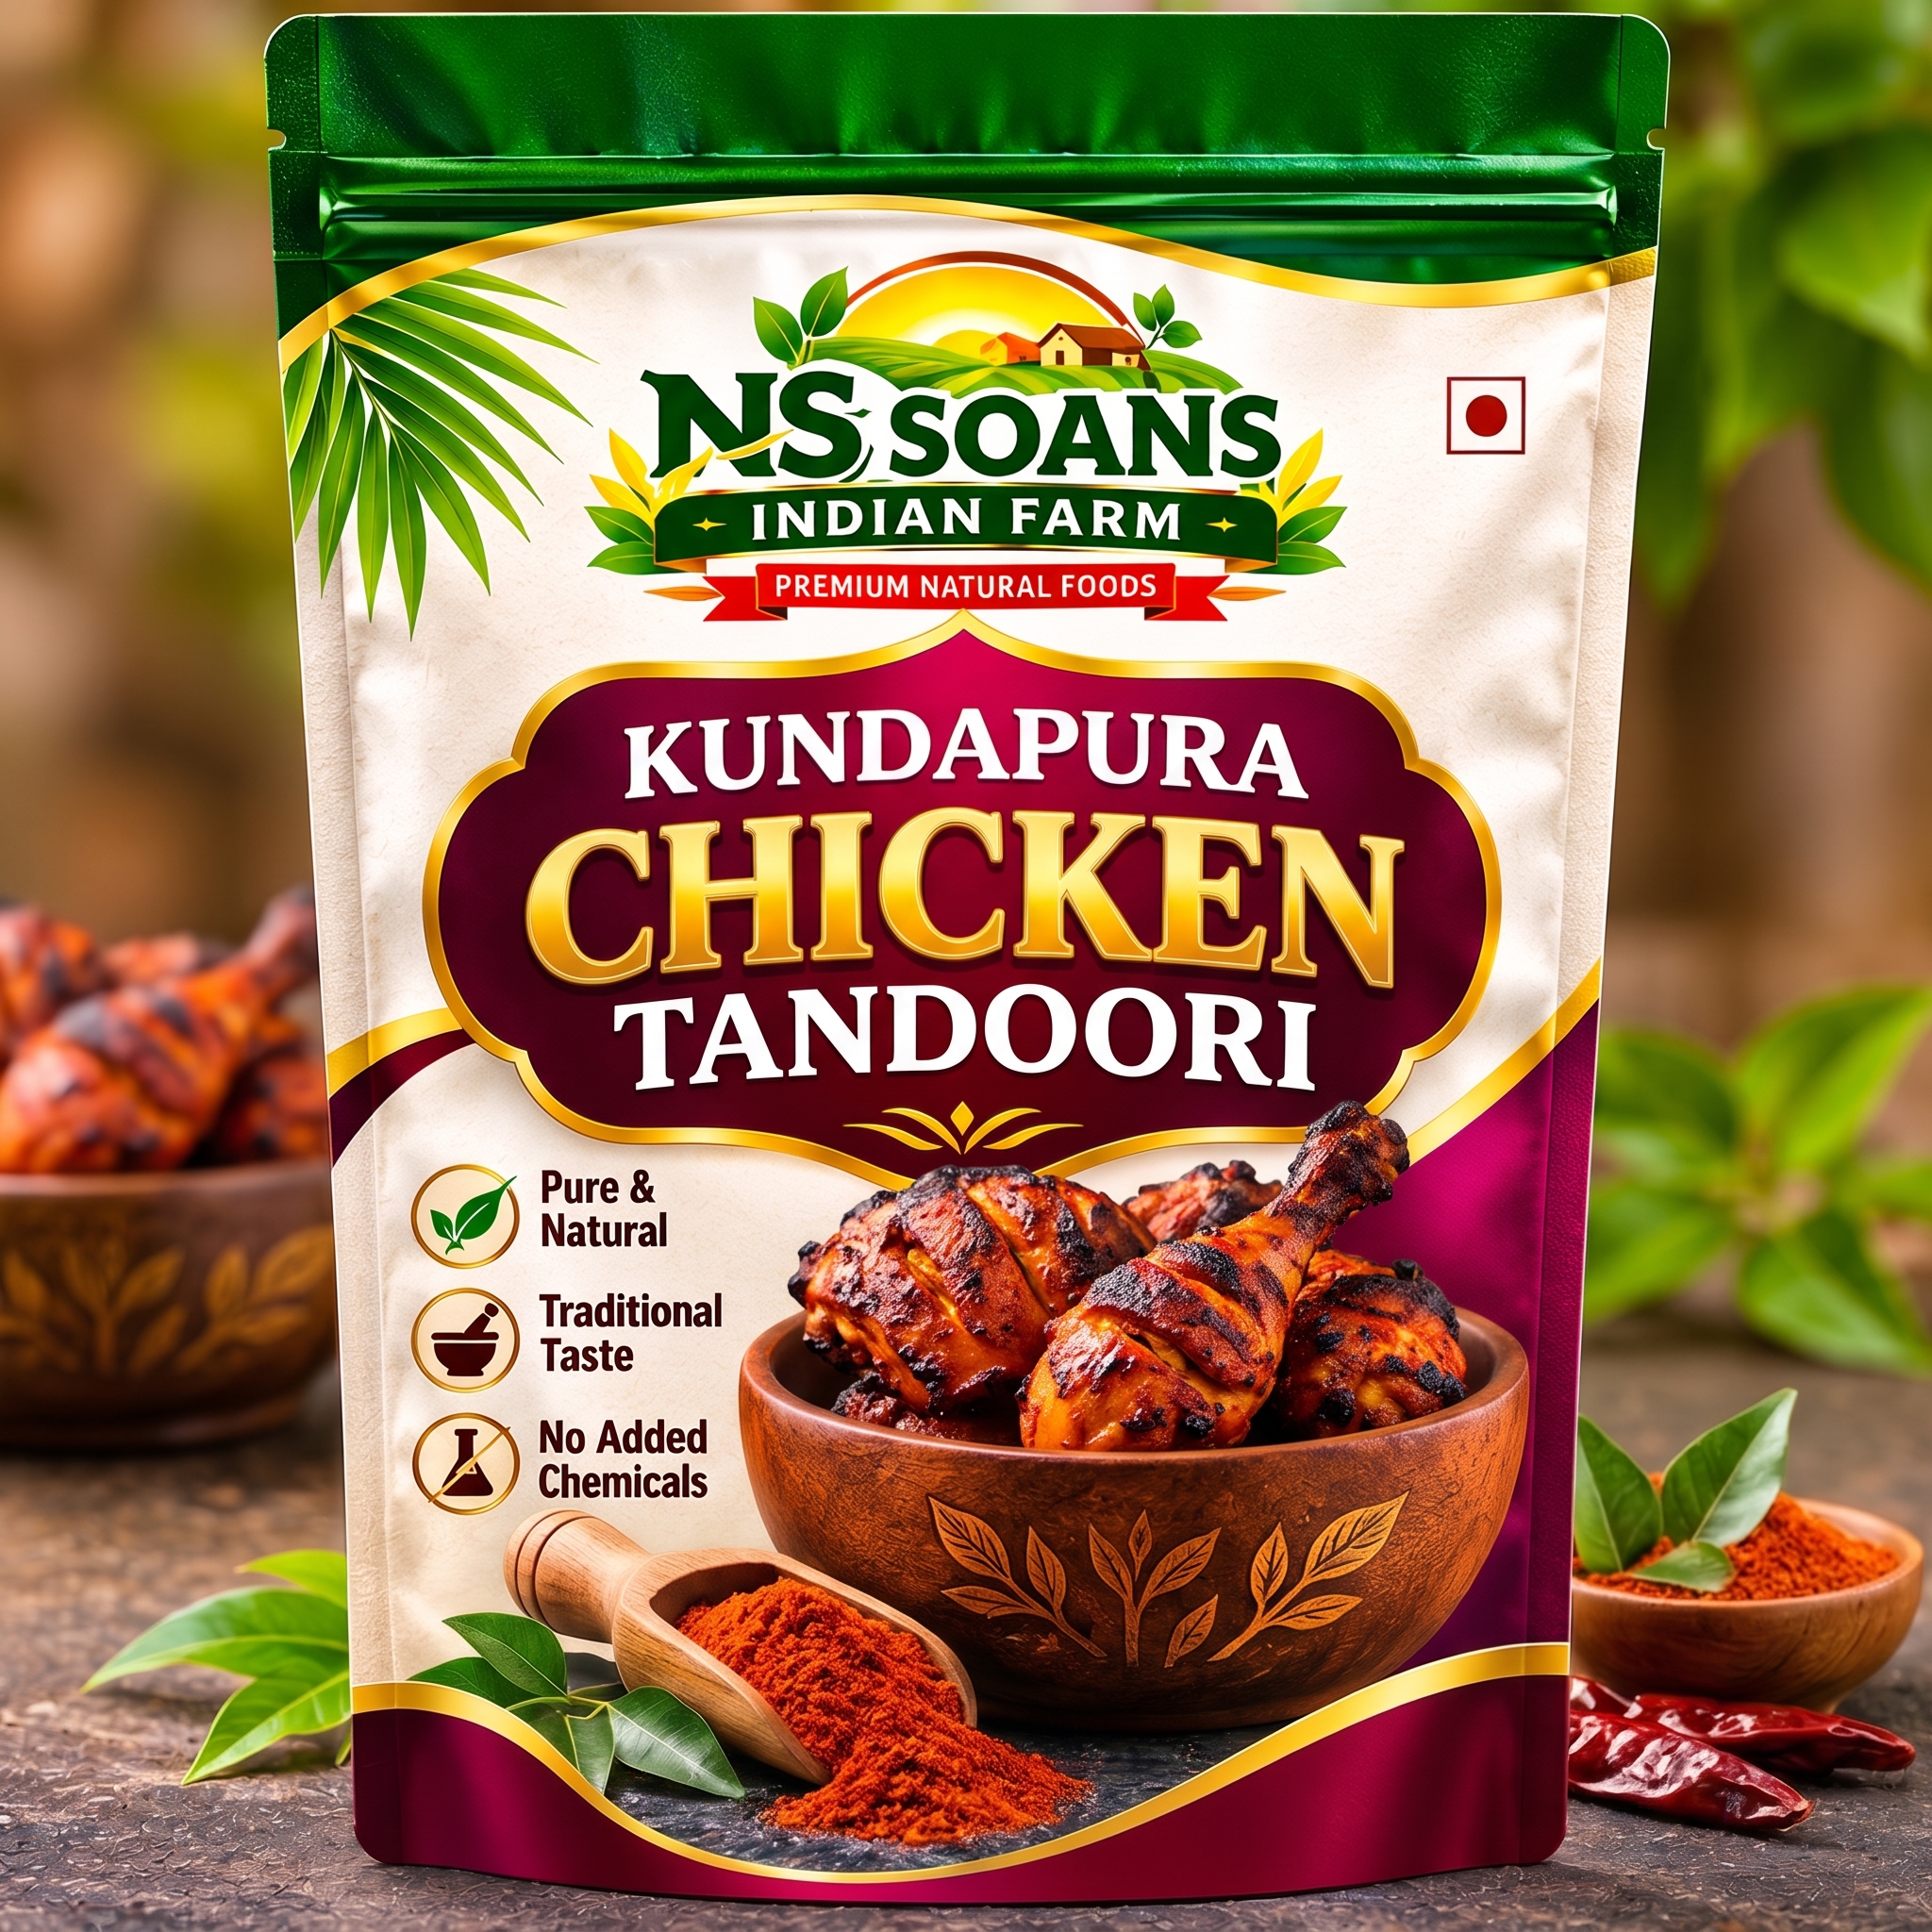 NS SOANS
INDIAN FARM
PREMIUM NATURAL FOODS
KUNDAPURA
CHICKEN
TANDOORI
Pure &
Natural
Traditional
Taste
No Added
Chemicals